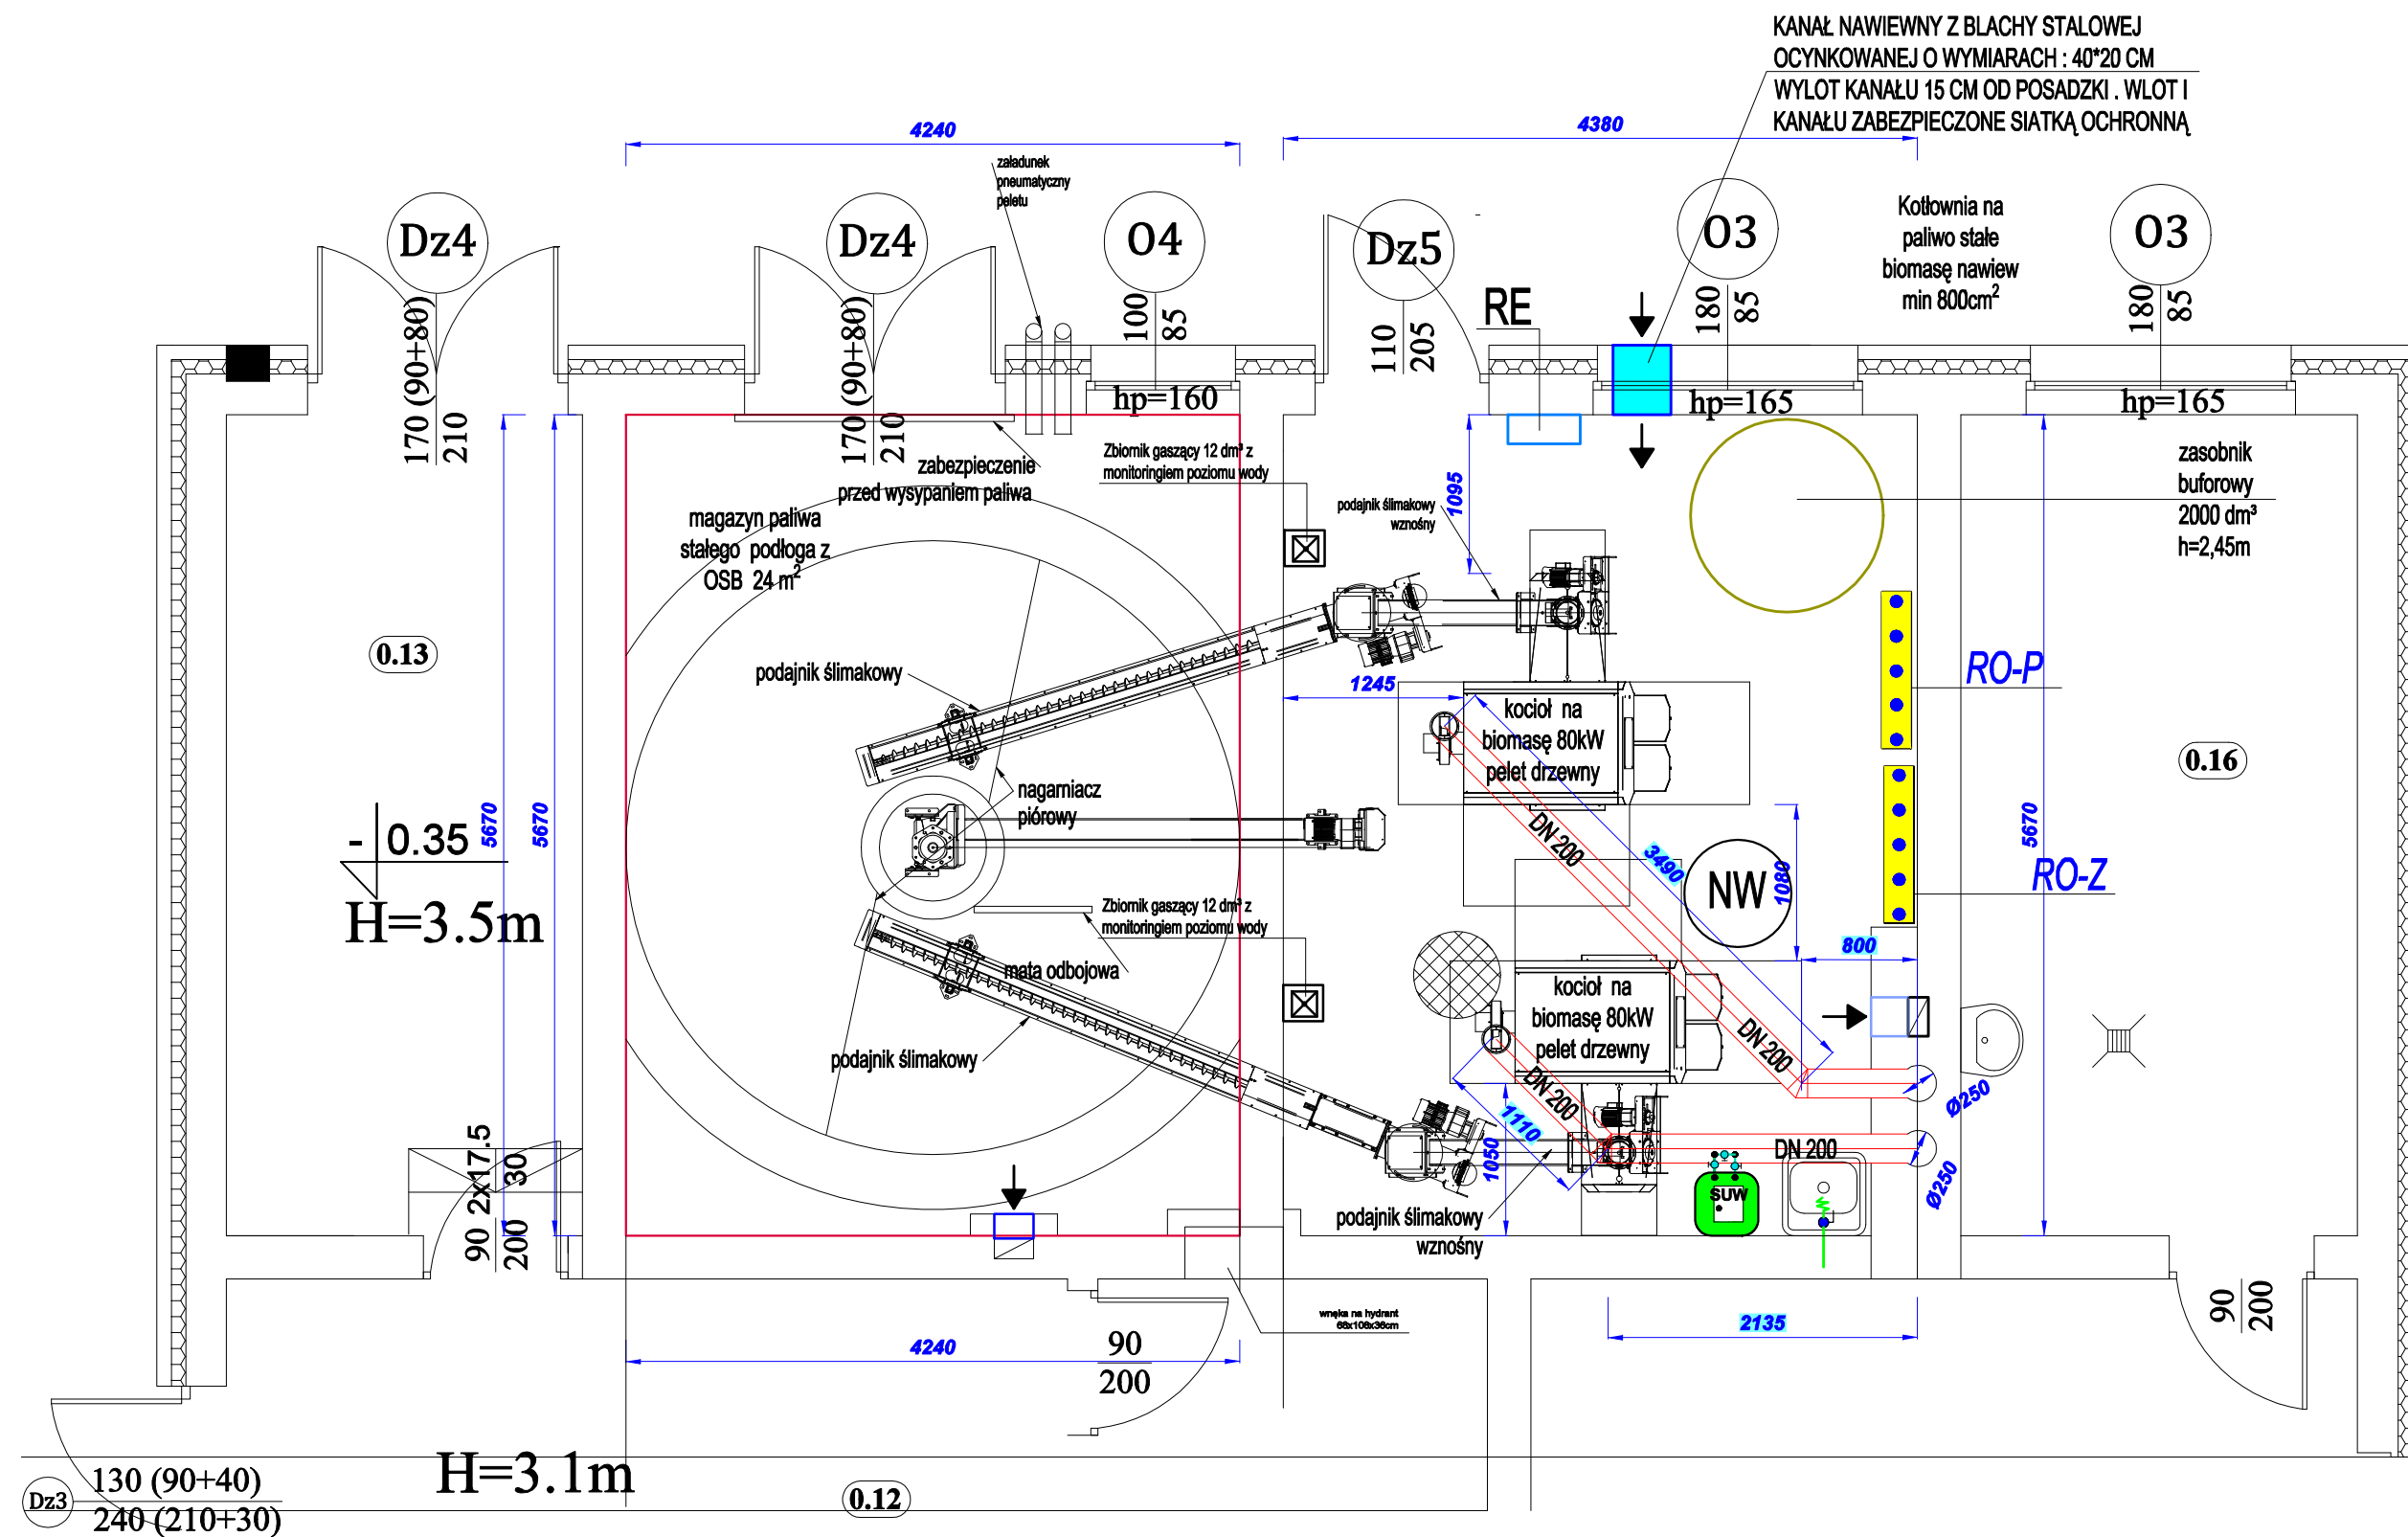 KANAŁ NAWIEWNY Z BLACHY STALOWEJ
OCYNKOWANEJ O WYMIARACH : 40*20 CM
WYLOT KANAŁU 15 CM OD POSADZKI . WLOT I
KANAŁU ZABEZPIECZONE SIATKĄ OCHRONNĄ
4240
4380
załadunek
pneumatyczny
peletu
Dz4
Dz4
O4
Dz5
O3
Kotłownia na
paliwo stałe
biomasę nawiew
min 800cm²
O3
170 (90+80)
210
170 (90+80)
210
100
85
110
205
RE
180
85
180
85
hp=160
hp=165
hp=165
zabezpieczenie
przed wysypaniem paliwa
Zbiornik gaszący 12 dm³ z
monitoringiem poziomu wody
magazyn paliwa
stałego podłoga z
OSB 24 m²
podajnik ślimakowy
wznośny
1095
zasobnik
buforowy
2000 dm³
h=2,45m
0.13
podajnik ślimakowy
1245
RO-P
kocioł na
biomasę 80kW
pelet drzewny
0.16
nagarniacz
piórowy
- 0.35
H=3.5m
5670
5670
DN 200
3490
NW
1080
5670
RO-Z
Zbiornik gaszący 12 dm³ z
monitoringiem poziomu wody
mata odbojowa
800
kocioł na
biomasę 80kW
pelet drzewny
podajnik ślimakowy
DN 200
DN 200
1110
1050
Ø250
DN 200
Ø250
SUW
2x17.5
30
90
200
podajnik ślimakowy
wznośny
wnęka na hydrant
68x108x36cm
2135
4240
90
200
90
200
H=3.1m
Dz3
130 (90+40)
240 (210+30)
0.12